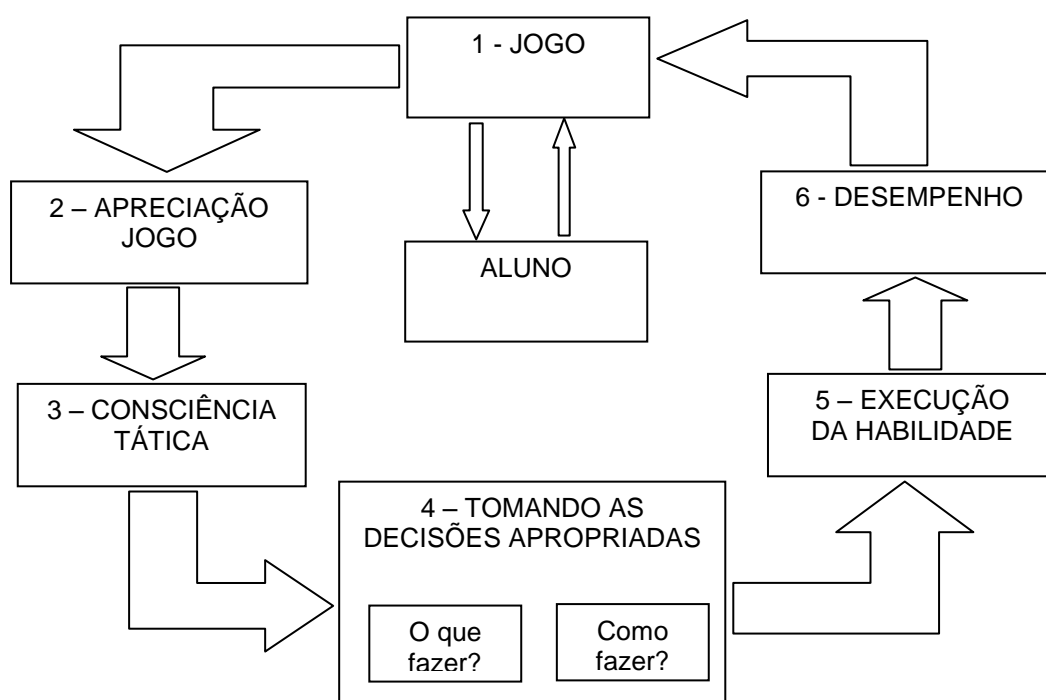 1 - JOGO
2 – APRECIAÇÃO
JOGO
ALUNO
6 - DESEMPENHO
3 – CONSCIÊNCIA
TÁTICA
5 – EXECUÇÃO
DA HABILIDADE
4 – TOMANDO AS
DECISÕES APROPRIADAS
O que
fazer?
Como
fazer?